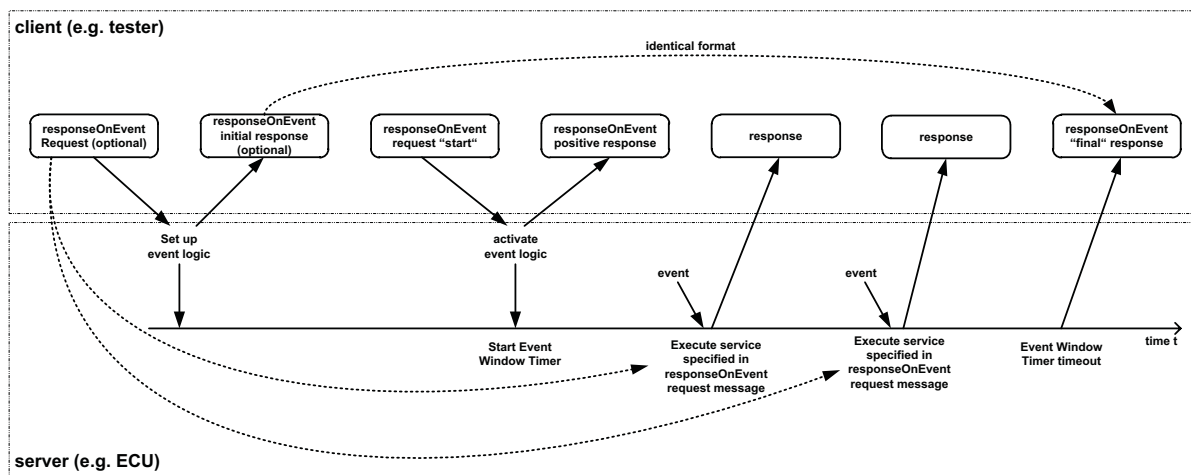 client (e.g. tester)
identical format
responseOnEvent
Request (optional)
responseOnEvent
initial response
(optional)
responseOnEvent
request “start“
responseOnEvent
positive response
response
response
responseOnEvent
“final“ response
Set up
event logic
activate
event logic
event
event
Start Event
Window Timer
Execute service
specified in
responseOnEvent
request message
Execute service
specified in
responseOnEvent
request message
Event Window
Timer timeout
time t
server (e.g. ECU)